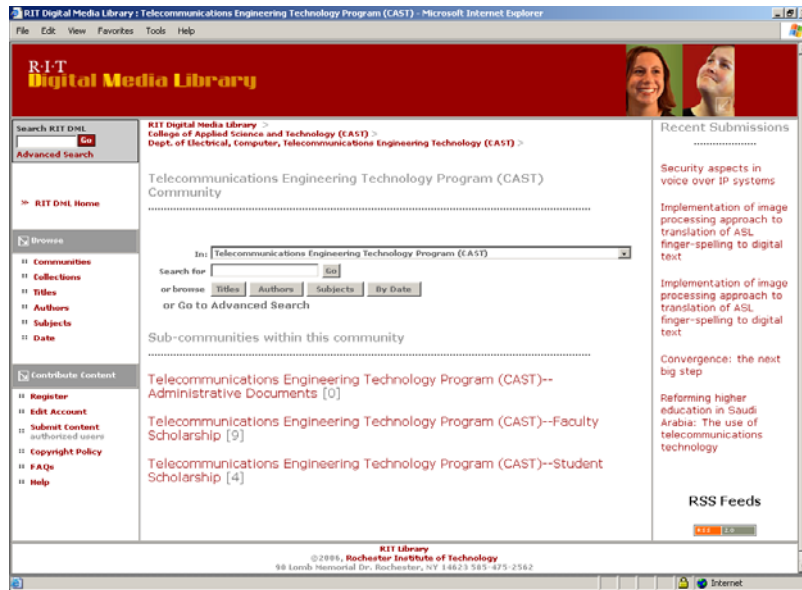 RIT Digital Media Library : Telecommunications Engineering Technology Program (CAST) - Microsoft Internet Explorer
File Edit View Favorites Tools Help
R·I·T
Digital Media Library
Search RIT DML
Go
Advanced Search
RIT DML Home
Browse
Communities
Collections
Titles
Authors
Subjects
Date
Contribute Content
Register
Edit Account
Submit Content
authorized users
Copyright Policy
FAQs
Help
RIT Digital Media Library >
College of Applied Science and Technology (CAST) >
Dept. of Electrical, Computer, Telecommunications Engineering Technology (CAST) >
Telecommunications Engineering Technology Program (CAST)
Community
In: Telecommunications Engineering Technology Program (CAST)
Search for Go
or browse Titles Authors Subjects By Date
or Go to Advanced Search
Sub-communities within this community
Telecommunications Engineering Technology Program (CAST)--
Administrative Documents [0]
Telecommunications Engineering Technology Program (CAST)--Faculty
Scholarship [9]
Telecommunications Engineering Technology Program (CAST)--Student
Scholarship [4]
Recent Submissions
Security aspects in
voice over IP systems
Implementation of image
processing approach to
translation of ASL
finger-spelling to digital
text
Implementation of image
processing approach to
translation of ASL
finger-spelling to digital
text
Convergence: the next
big step
Reforming higher
education in Saudi
Arabia: The use of
telecommunications
technology
RSS Feeds
RSS 2.0
RIT Library
©2006, Rochester Institute of Technology
90 Lomb Memorial Dr. Rochester, NY 14623 585-475-2562
Internet